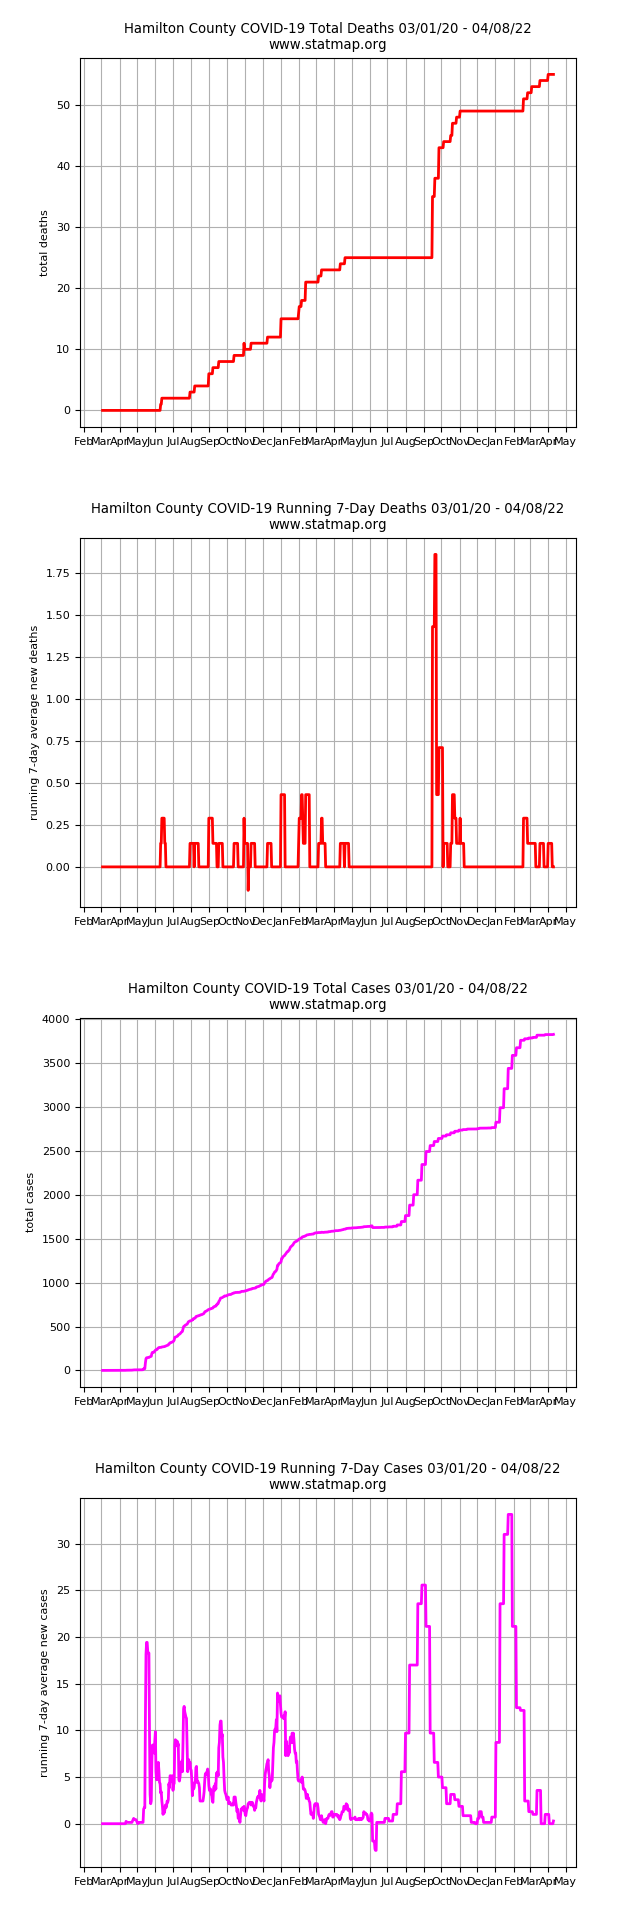 Hamilton County COVID-19 Total Deaths 03/01/20 - 04/08/22
www.statmap.org
50
40
30
20
10
0
total deaths
Feb Mar Apr May Jun Jul Aug Sep Oct Nov Dec Jan Feb Mar Apr May Jun Jul Aug Sep Oct Nov Dec Jan Feb Mar Apr May
Hamilton County COVID-19 Running 7-Day Deaths 03/01/20 - 04/08/22
www.statmap.org
1.75
1.50
1.25
1.00
0.75
0.50
0.25
0.00
running 7-day average new deaths
Feb Mar Apr May Jun Jul Aug Sep Oct Nov Dec Jan Feb Mar Apr May Jun Jul Aug Sep Oct Nov Dec Jan Feb Mar Apr May
Hamilton County COVID-19 Total Cases 03/01/20 - 04/08/22
www.statmap.org
4000
3500
3000
2500
2000
1500
1000
500
0
total cases
Feb Mar Apr May Jun Jul Aug Sep Oct Nov Dec Jan Feb Mar Apr May Jun Jul Aug Sep Oct Nov Dec Jan Feb Mar Apr May
Hamilton County COVID-19 Running 7-Day Cases 03/01/20 - 04/08/22
www.statmap.org
30
25
20
15
10
5
0
running 7-day average new cases
Feb Mar Apr May Jun Jul Aug Sep Oct Nov Dec Jan Feb Mar Apr May Jun Jul Aug Sep Oct Nov Dec Jan Feb Mar Apr May